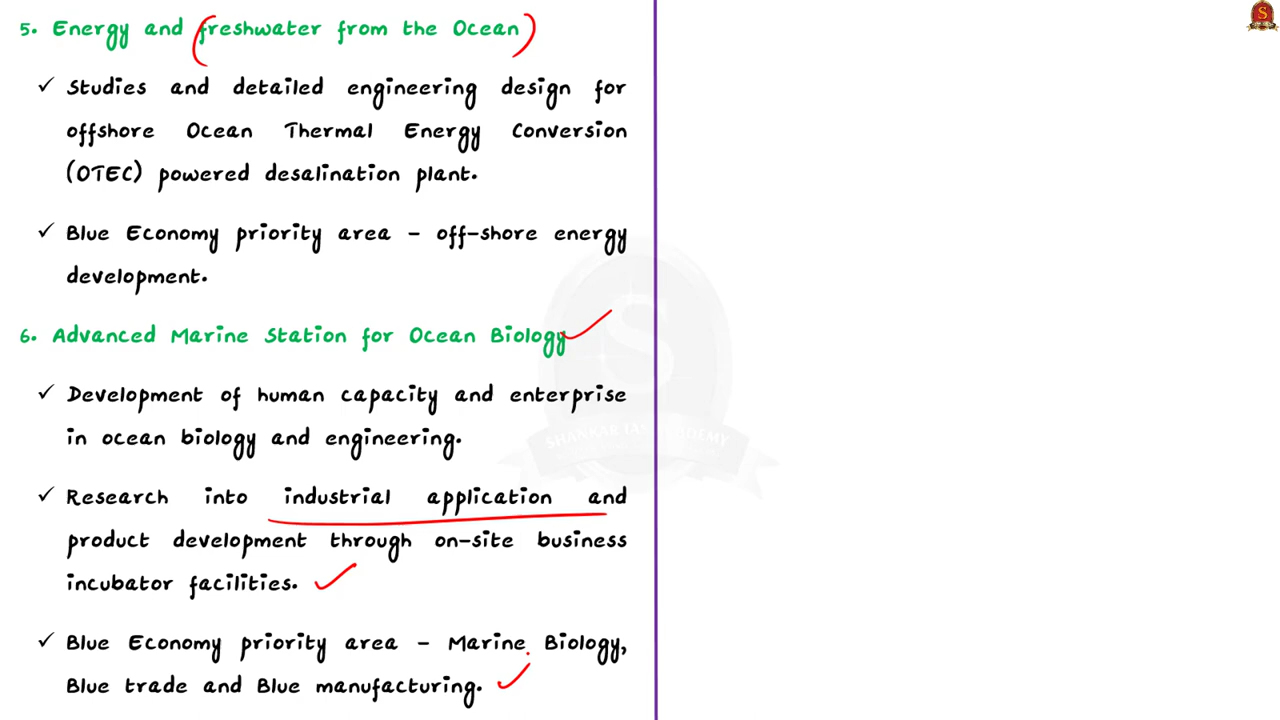 5. Energy and freshwater from the Ocean
✓ Studies and detailed engineering design for
offshore Ocean Thermal Energy Conversion
(OTEC) powered desalination plant.
✓ Blue Economy priority area - off-shore energy
development.
6. Advanced Marine Station for Ocean Biology
✓ Development of human capacity and enterprise
in ocean biology and engineering.
✓ Research into industrial application and
product development through on-site business
incubator facilities.
✓ Blue Economy priority area - Marine Biology,
Blue trade and Blue manufacturing.
S
SHANKAR IAS ACADEMY
S